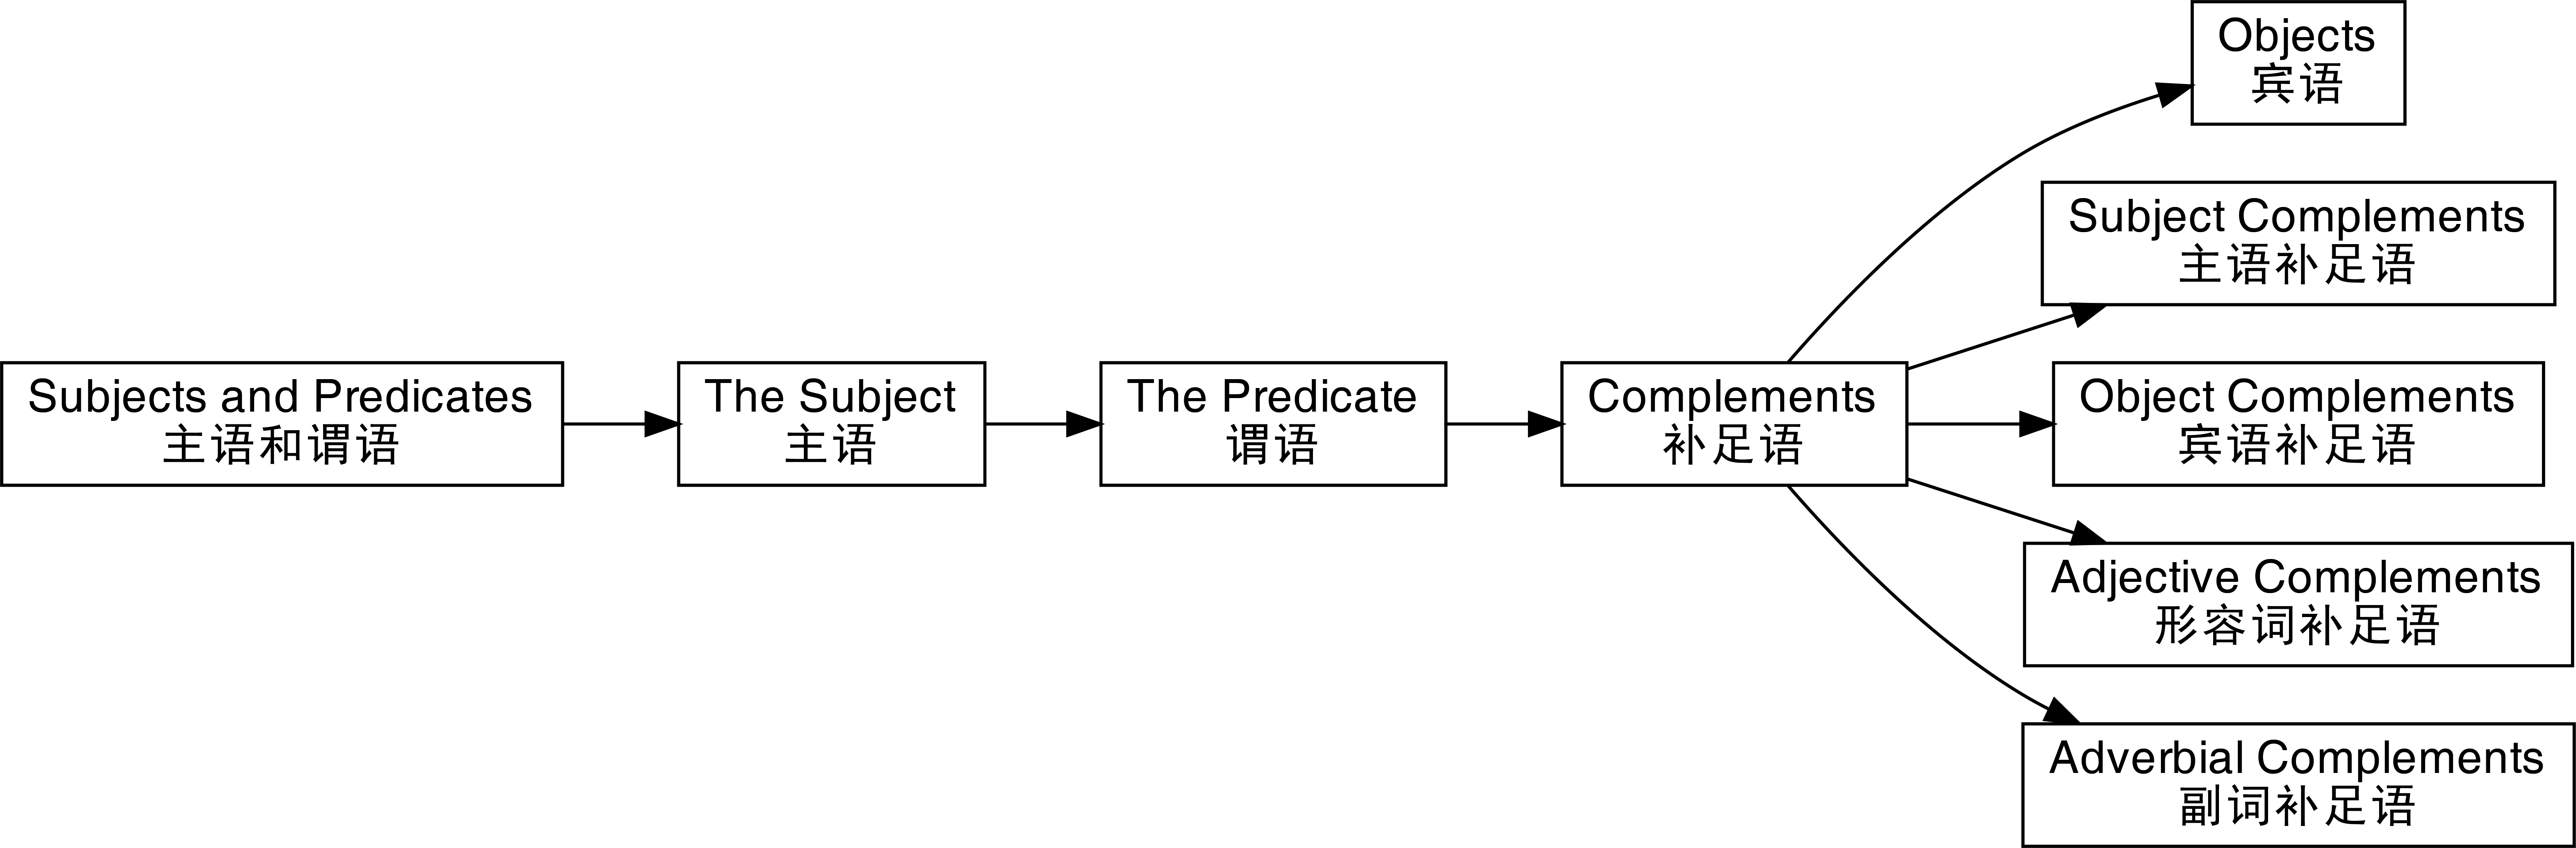 Objects
宾语
Subject Complements
主语补足语
Subjects and Predicates
主语和谓语
The Subject
主语
The Predicate
谓语
Complements
补足语
Object Complements
宾语补足语
Adjective Complements
形容词补足语
Adverbial Complements
副词补足语